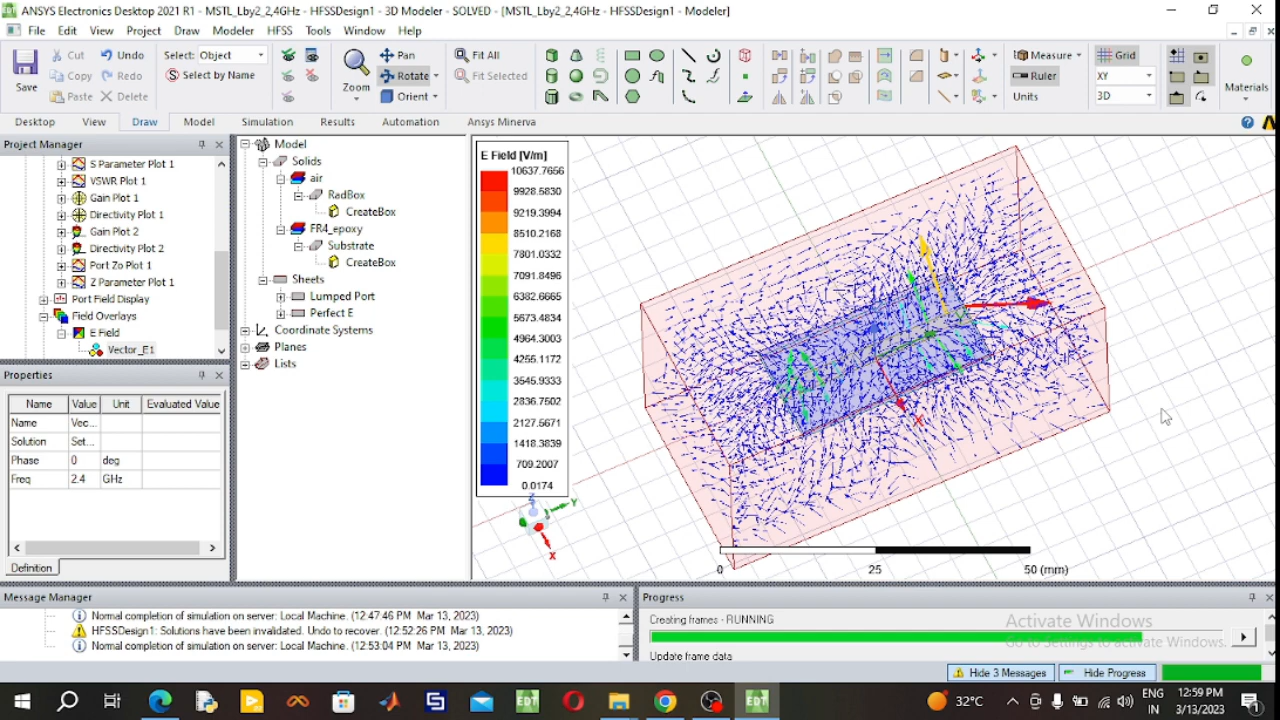 ANSYS Electronics Desktop 2021 R1 - MSTL_Lby2_2,4GHz - HFSSDesign1 - 3D Modeler - SOLVED - [MSTL_Lby2_2,4GHz - HFSSDesign1 - Modeler]
File Edit View Project Draw Modeler HFSS Tools Window Help
Save
Cut Undo
Copy Redo
Paste Delete
Select: Object
Select by Name
Zoom
Pan
Rotate
Orient
Fit All
Fit Selected
Measure
Ruler
Units
Grid
XY
3D
Materials
Desktop View Draw Model Simulation Results Automation Ansys Minerva
Project Manager
S Parameter Plot 1
VSWR Plot 1
Gain Plot 1
Directivity Plot 1
Gain Plot 2
Directivity Plot 2
Port Zo Plot 1
Z Parameter Plot 1
Port Field Display
Field Overlays
E Field
Vector_E1
Properties
Name Value Unit Evaluated Value
Name Vec...
Solution Set...
Phase 0 deg
Freq 2.4 GHz
Definition
Model
Solids
air
RadBox
CreateBox
FR4_epoxy
Substrate
CreateBox
Sheets
Lumped Port
Perfect E
Coordinate Systems
Planes
Lists
E Field [V/m]
10637.7656
9928.5830
9219.3994
8510.2168
7801.0332
7091.8496
6382.6665
5673.4834
4964.3003
4255.1172
3545.9333
2836.7502
2127.5671
1418.3839
709.2007
0.0174
X
Z
Y
X
0 25 50 (mm)
Message Manager
Normal completion of simulation on server: Local Machine. (12:47:46 PM Mar 13, 2023)
HFSSDesign1: Solutions have been invalidated. Undo to recover. (12:52:26 PM Mar 13, 2023)
Normal completion of simulation on server: Local Machine. (12:53:04 PM Mar 13, 2023)
Progress
Creating frames - RUNNING
Update frame data
Activate Windows
Go to Settings to activate Windows.
Hide 3 Messages Hide Progress
EDT
EDT
32°C
ENG
IN
12:59 PM
3/13/2023
1